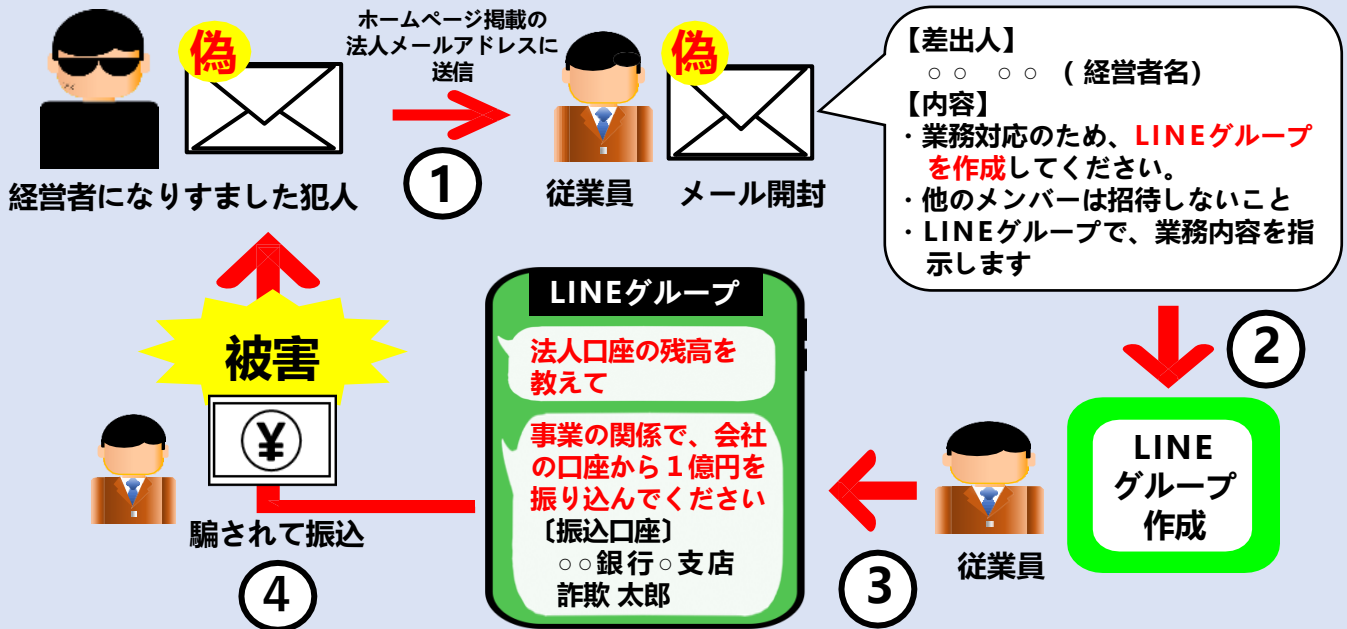 ホームページ掲載の
法人メールアドレスに
送信
偽
偽
①
経営者になりすました犯人
従業員
メール開封
【差出人】
○○ ○○ (経営者名)
【内容】
・業務対応のため、LINEグループ
を作成してください。
・他のメンバーは招待しないこと
・LINEグループで、業務内容を指
示します
②
LINE
グループ
作成
従業員
③
LINEグループ
法人口座の残高を
教えて
事業の関係で、会社
の口座から1億円を
振り込んでください
〔振込口座〕
○○銀行○支店
詐欺 太郎
被害
¥
騙されて振込
④